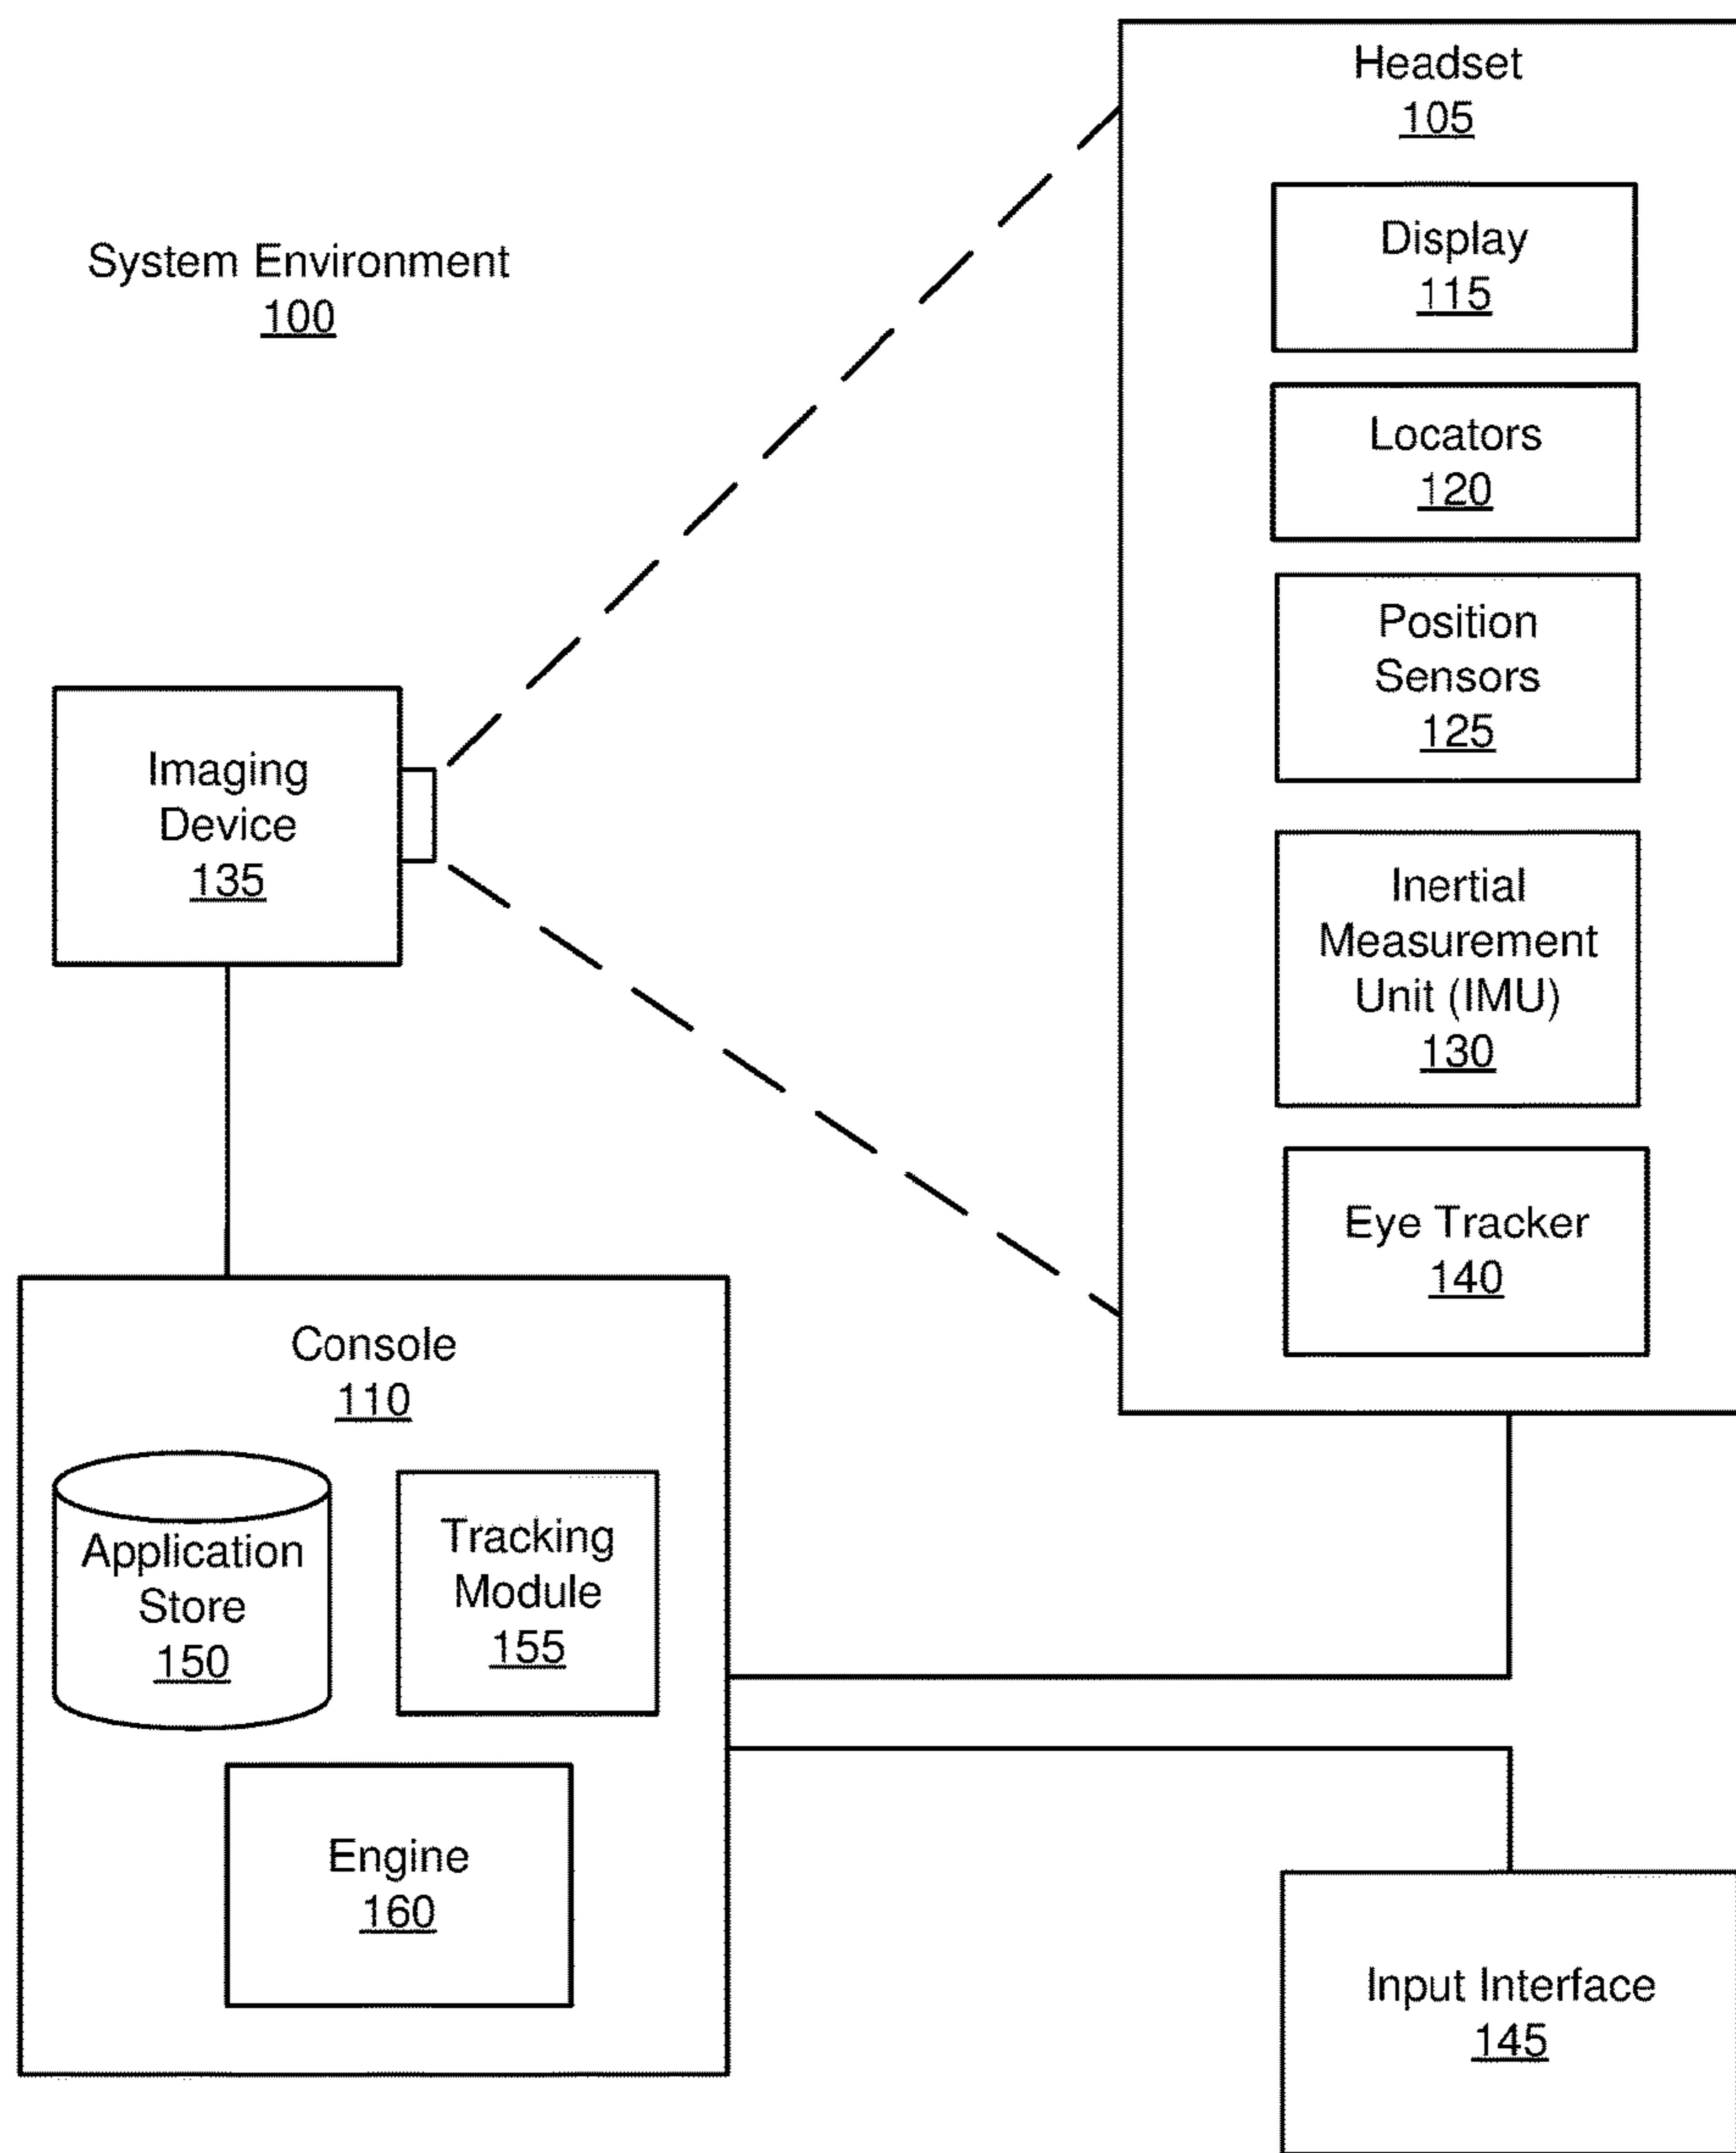 System Environment
100
Headset
105
Display
115
Locators
120
Position
Sensors
125
Inertial
Measurement
Unit (IMU)
130
Eye Tracker
140
Imaging
Device
135
Console
110
Application
Store
150
Tracking
Module
155
Engine
160
Input Interface
145